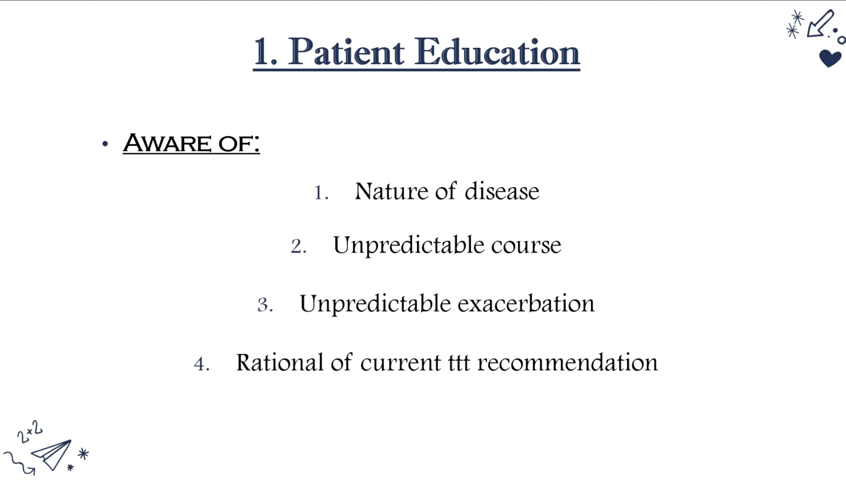 1. Patient Education
• AWARE OF:
1. Nature of disease
2. Unpredictable course
3. Unpredictable exacerbation
4. Rational of current ttt recommendation
2x2